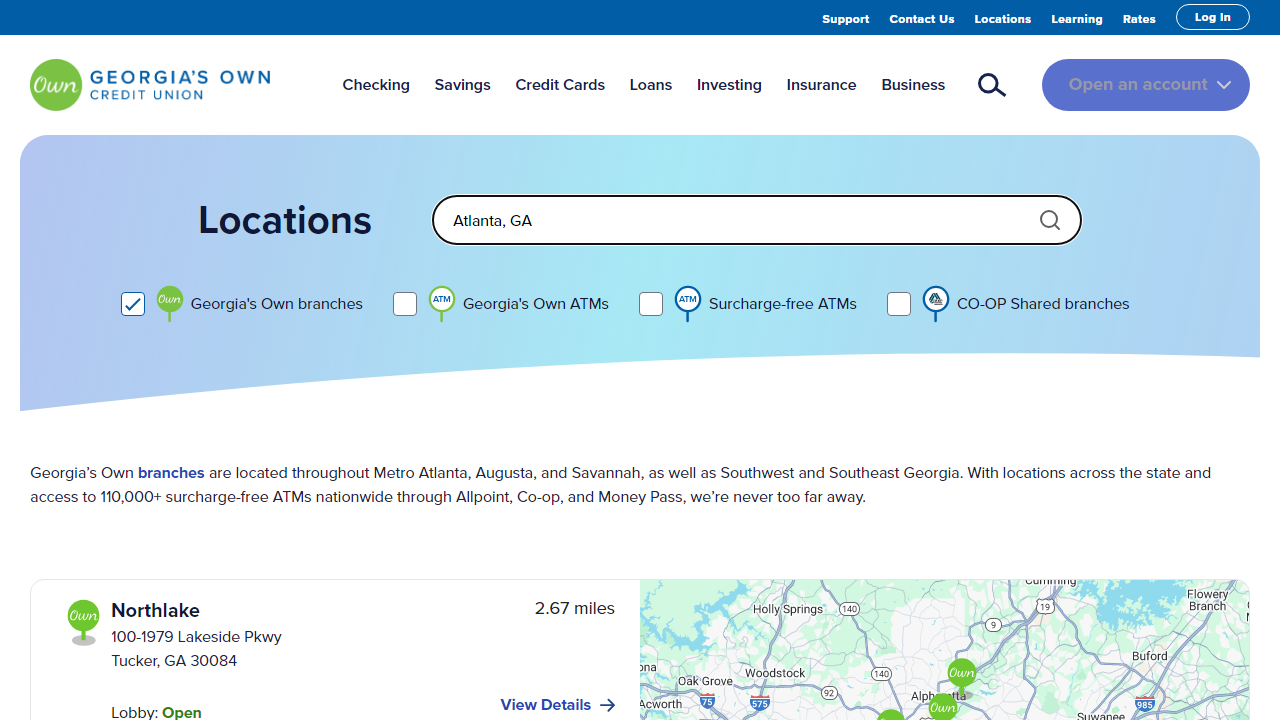 Support Contact Us Locations Learning Rates Log In
Own GEORGIA'S OWN
CREDIT UNION
Checking Savings Credit Cards Loans Investing Insurance Business Open an account
Locations Atlanta, GA
Own Georgia's Own branches ATM Georgia's Own ATMs ATM Surcharge-free ATMs CO-OP Shared branches
Georgia’s Own branches are located throughout Metro Atlanta, Augusta, and Savannah, as well as Southwest and Southeast Georgia. With locations across the state and
access to 110,000+ surcharge-free ATMs nationwide through Allpoint, Co-op, and Money Pass, we’re never too far away.
Own Northlake 2.67 miles
100-1979 Lakeside Pkwy
Tucker, GA 30084
View Details
Lobby: Open
Cumming
Holly Springs 140 19 Flowery
Branch
9
Buford
Woodstock 140 Own
Oak Grove
92 Alpharetta
Acworth 75 575 Own 985
Suwanee